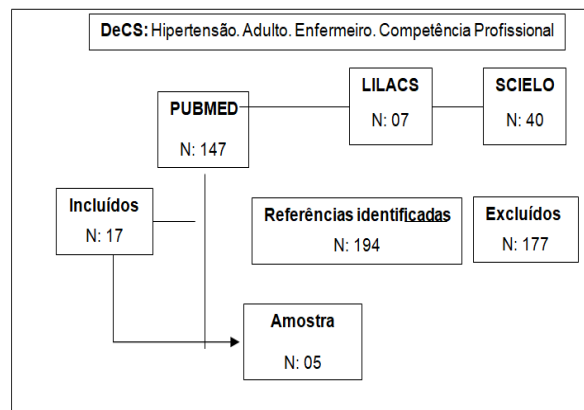 DeCS: Hipertensão. Adulto. Enfermeiro. Competência Profissional
PUBMED
N: 147
LILACS
N: 07
SCIELO
N: 40
Incluídos
N: 17
Referências identificadas
N: 194
Excluídos
N: 177
Amostra
N: 05